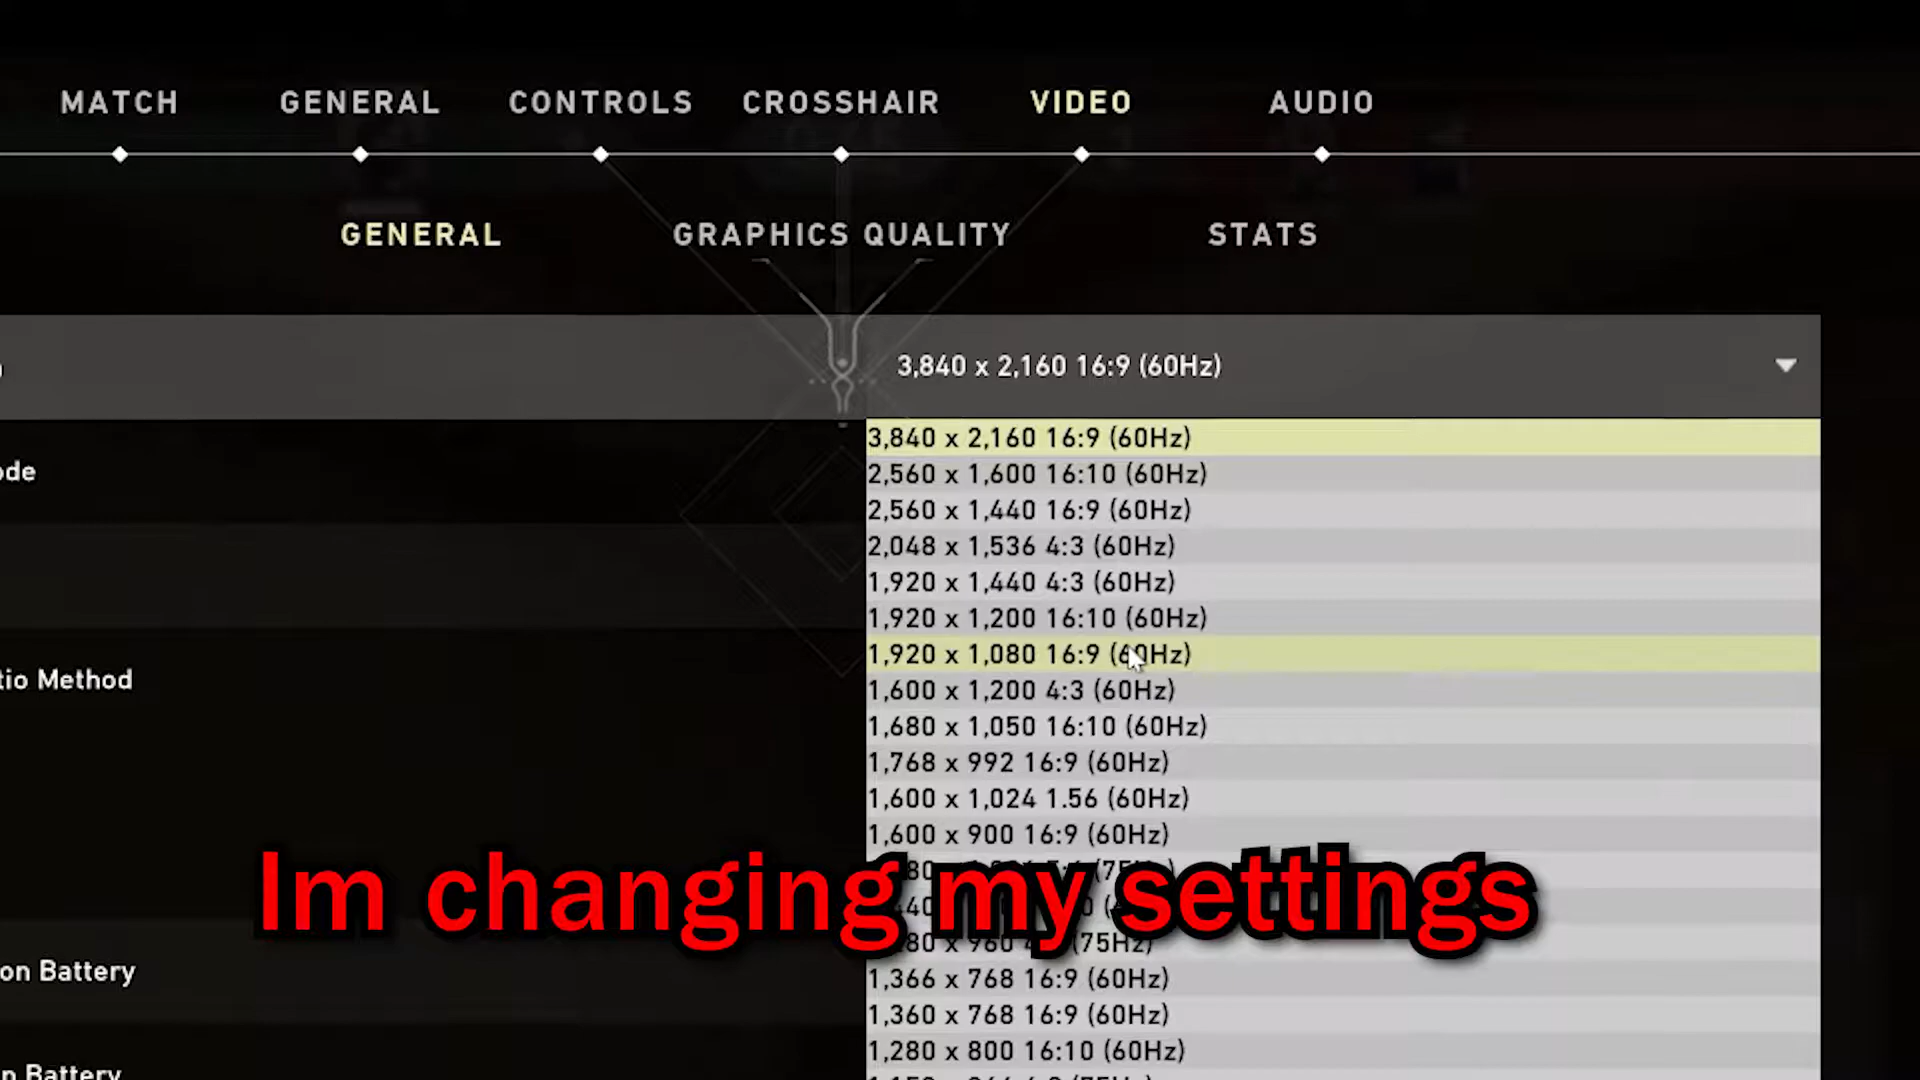 MATCH GENERAL CONTROLS CROSSHAIR VIDEO AUDIO
GENERAL GRAPHICS QUALITY STATS
3,840 x 2,160 16:9 (60Hz)
3,840 x 2,160 16:9 (60Hz)
ode
2,560 x 1,600 16:10 (60Hz)
2,560 x 1,440 16:9 (60Hz)
2,048 x 1,536 4:3 (60Hz)
1,920 x 1,440 4:3 (60Hz)
1,920 x 1,200 16:10 (60Hz)
1,920 x 1,080 16:9 (60Hz)
tio Method
1,600 x 1,200 4:3 (60Hz)
1,680 x 1,050 16:10 (60Hz)
1,768 x 992 16:9 (60Hz)
1,600 x 1,024 1.56 (60Hz)
1,600 x 900 16:9 (60Hz)
Im changing my settings
on Battery
1,366 x 768 16:9 (60Hz)
1,360 x 768 16:9 (60Hz)
1,280 x 800 16:10 (60Hz)
n Battery